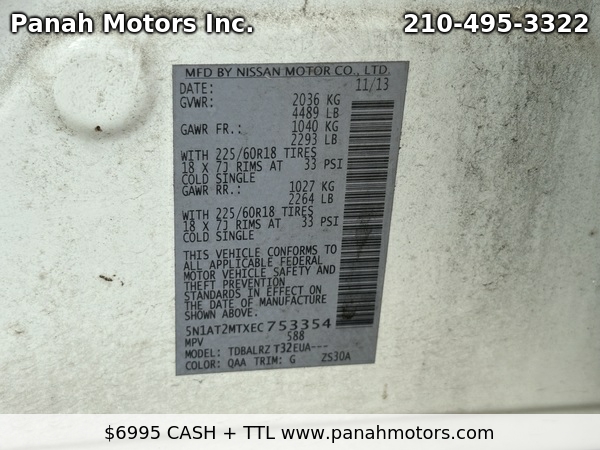 Panah Motors Inc. 210-495-3322
MFD BY NISSAN MOTOR CO., LTD.
DATE: 11/13
GVWR: 2036 KG
4489 LB
GAWR FR.: 1040 KG
2293 LB
WITH 225/60R18 TIRES
18 X 7J RIMS AT 33 PSI
COLD SINGLE
GAWR RR.: 1027 KG
2264 LB
WITH 225/60R18 TIRES
18 X 7J RIMS AT 33 PSI
COLD SINGLE
THIS VEHICLE CONFORMS TO
ALL APPLICABLE FEDERAL
MOTOR VEHICLE SAFETY AND
THEFT PREVENTION
STANDARDS IN EFFECT ON
THE DATE OF MANUFACTURE
SHOWN ABOVE.
5N1AT2MTXEC753354
MPV 588
MODEL: TDBALRZ T32EUA---
COLOR: QAA TRIM: G ZS30A
$6995 CASH + TTL www.panahmotors.com